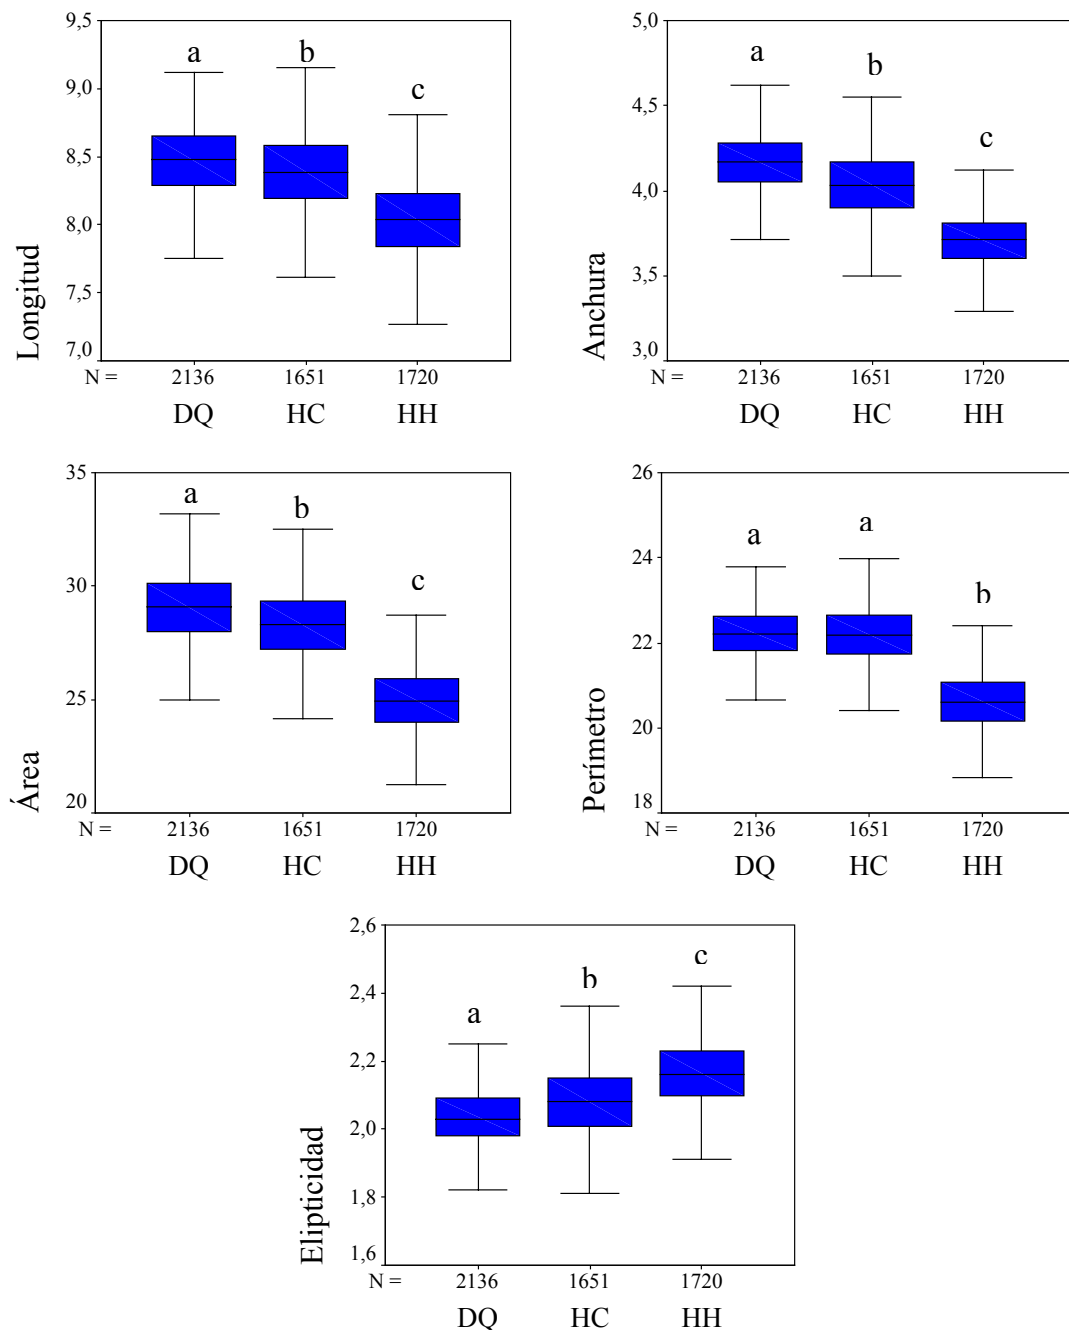 9,5
9,0
8,5
8,0
7,5
7,0
Longitud
a b c
N = 2136 1651 1720
DQ HC HH
5,0
4,5
4,0
3,5
3,0
Anchura
a b c
N = 2136 1651 1720
DQ HC HH
35
30
25
20
Área
a b c
N = 2136 1651 1720
DQ HC HH
26
24
22
20
18
Perímetro
a a b
N = 2136 1651 1720
DQ HC HH
2,6
2,4
2,2
2,0
1,8
1,6
Elipticidad
a b c
N = 2136 1651 1720
DQ HC HH